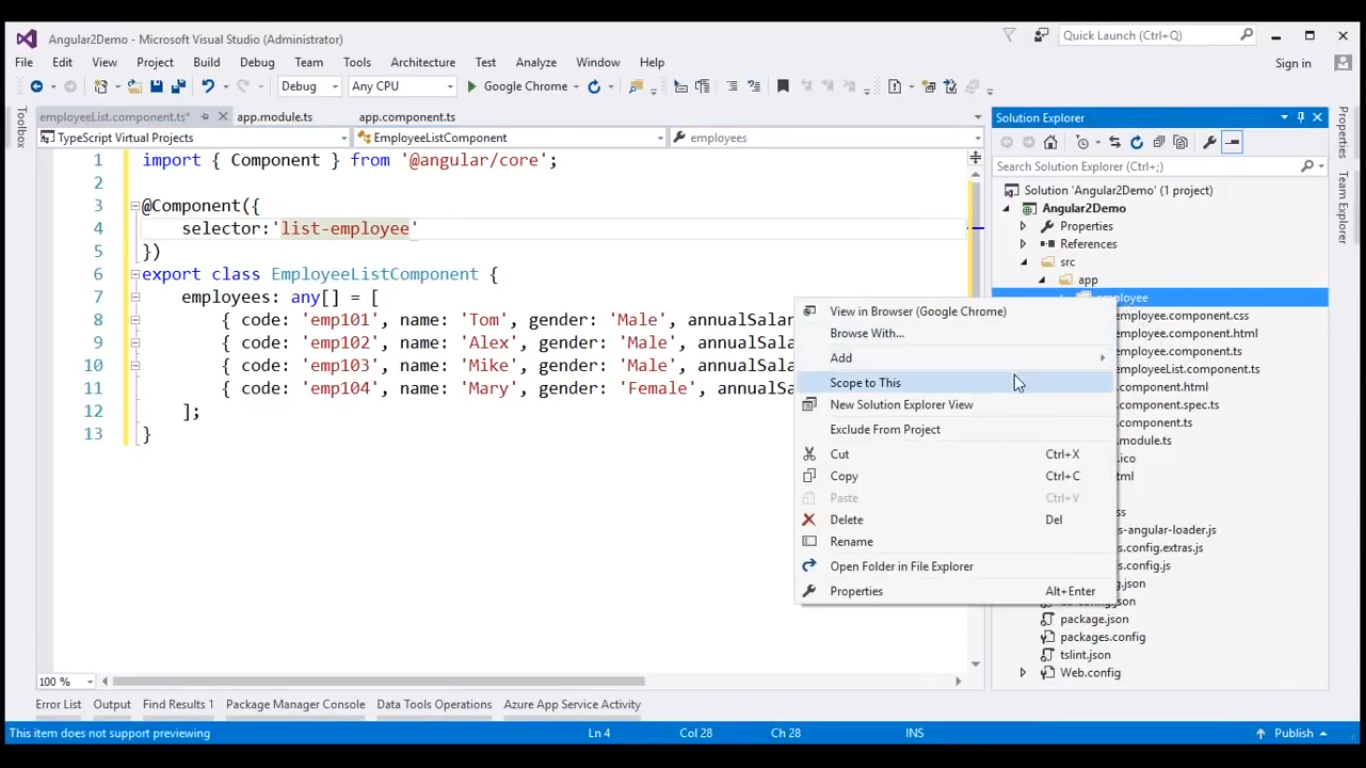 Angular2Demo - Microsoft Visual Studio (Administrator)
Quick Launch (Ctrl+Q)
File Edit View Project Build Debug Team Tools Architecture Test Analyze Window Help
Sign in
Debug Any CPU Google Chrome
Toolbox
employeeList.component.ts* app.module.ts app.component.ts
TypeScript Virtual Projects EmployeeListComponent employees
1 import { Component } from '@angular/core';
2
3 @Component({
4 selector:'list-employee'
5 })
6 export class EmployeeListComponent {
7 employees: any[] = [
8 { code: 'emp101', name: 'Tom', gender: 'Male', annualSalar
9 { code: 'emp102', name: 'Alex', gender: 'Male', annualSala
10 { code: 'emp103', name: 'Mike', gender: 'Male', annualSala
11 { code: 'emp104', name: 'Mary', gender: 'Female', annualSa
12 ];
13 }
View in Browser (Google Chrome)
Browse With...
Add
Scope to This
New Solution Explorer View
Exclude From Project
Cut Ctrl+X
Copy Ctrl+C
Paste Ctrl+V
Delete Del
Rename
Open Folder in File Explorer
Properties Alt+Enter
Solution Explorer
Search Solution Explorer (Ctrl+;)
Solution 'Angular2Demo' (1 project)
Angular2Demo
Properties
References
src
app
employee
employee.component.css
employee.component.html
employee.component.ts
employeeList.component.ts
.component.html
.component.spec.ts
.component.ts
.module.ts
.ico
tml
ss
s-angular-loader.js
s.config.extras.js
s.config.js
.json
.json
package.json
packages.config
tslint.json
Web.config
Properties
Team Explorer
100 %
Error List Output Find Results 1 Package Manager Console Data Tools Operations Azure App Service Activity
This item does not support previewing Ln 4 Col 28 Ch 28 INS Publish